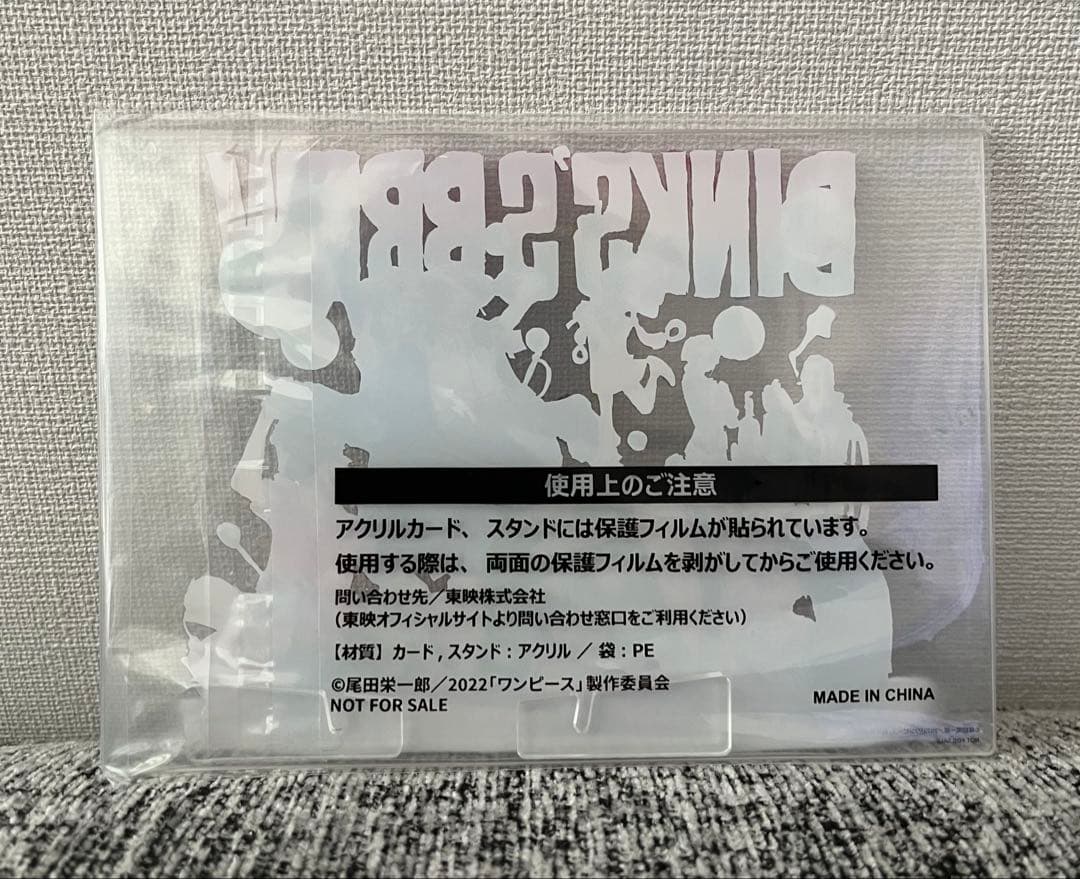 使用上のご注意
アクリルカード、スタンドには保護フィルムが貼られています。
使用する際は、両面の保護フィルムを剥がしてからご使用ください。
問い合わせ先／東映株式会社
（東映オフィシャルサイトより問い合わせ窓口をご利用ください）
【材質】カード，スタンド：アクリル ／ 袋：PE
©尾田栄一郎／2022「ワンピース」製作委員会
NOT FOR SALE
MADE IN CHINA